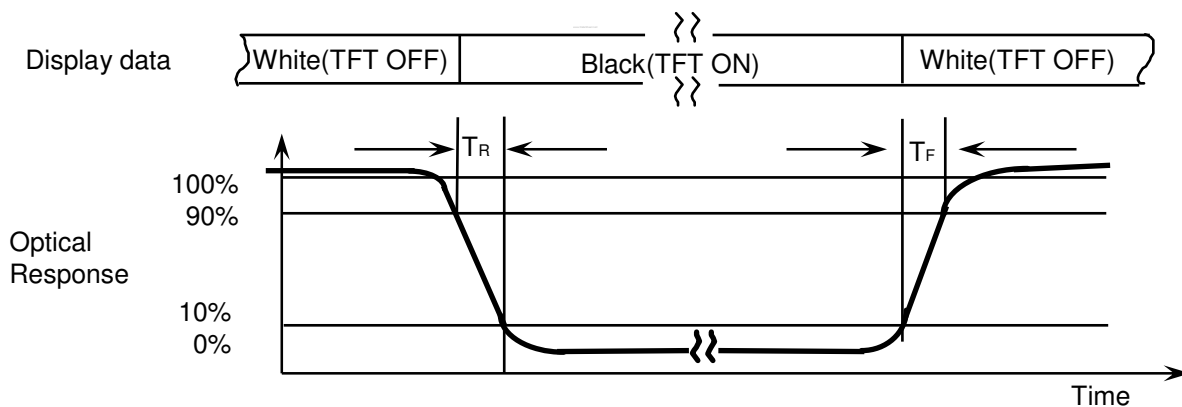 Display data
White(TFT OFF)
Black(TFT ON)
White(TFT OFF)
TR
TF
100%
90%
Optical
Response
10%
0%
Time